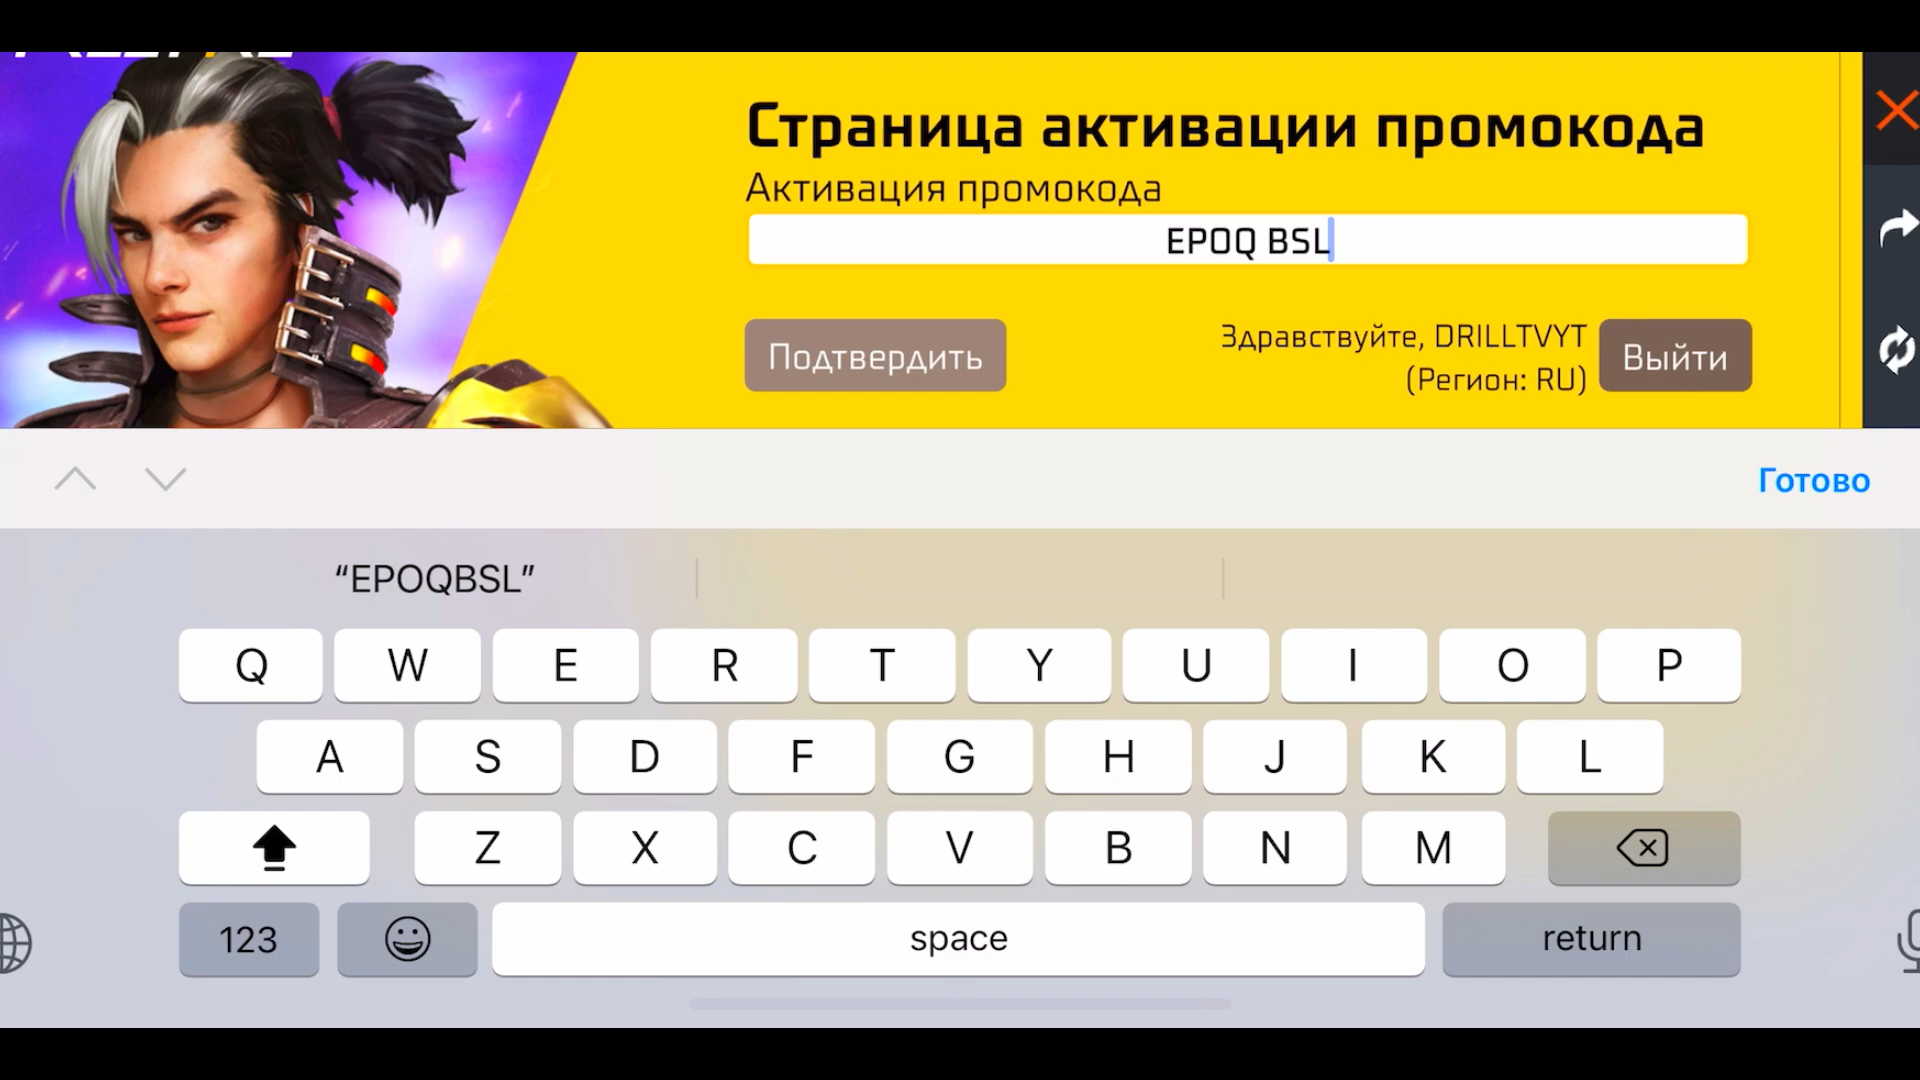 Страница активации промокода
Активация промокода
EPOQ BSL
Подтвердить
Здравствуйте, DRILLTVYT
(Регион: RU)
Выйти
Готово
“EPOQBSL”
Q W E R T Y U I O P
A S D F G H J K L
Z X C V B N M
123 space return